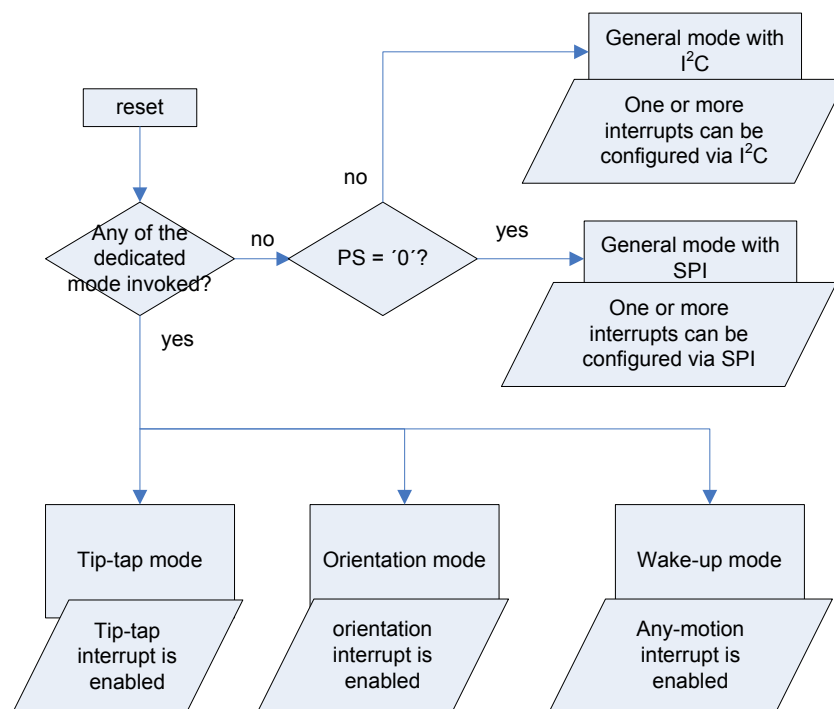 General mode with
I²C
One or more
interrupts can be
configured via I²C
reset
no
Any of the
dedicated
mode invoked?
no
PS = ´0´?
yes
General mode with
SPI
One or more
interrupts can be
configured via SPI
yes
Tip-tap mode
Tip-tap
interrupt is
enabled
Orientation mode
orientation
interrupt is
enabled
Wake-up mode
Any-motion
interrupt is
enabled